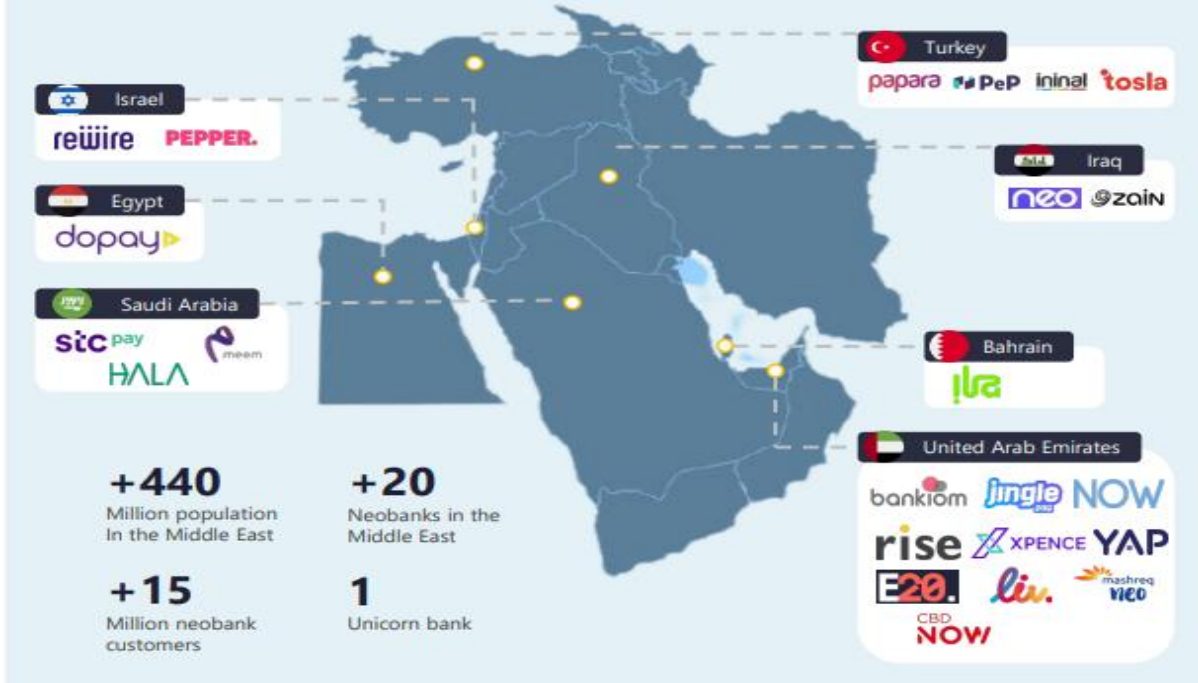 Turkey
papara PeP ininal tosla
Israel
rewire PEPPER.
Iraq
neo zain
Egypt
dopay
Saudi Arabia
stc pay meem
HALA
Bahrain
ila
United Arab Emirates
bankiom jingle pay NOW
rise XPENCE YAP
E20. liv. mashreq neo
CBD
NOW
+440
Million population
In the Middle East
+20
Neobanks in the
Middle East
+15
Million neobank
customers
1
Unicorn bank